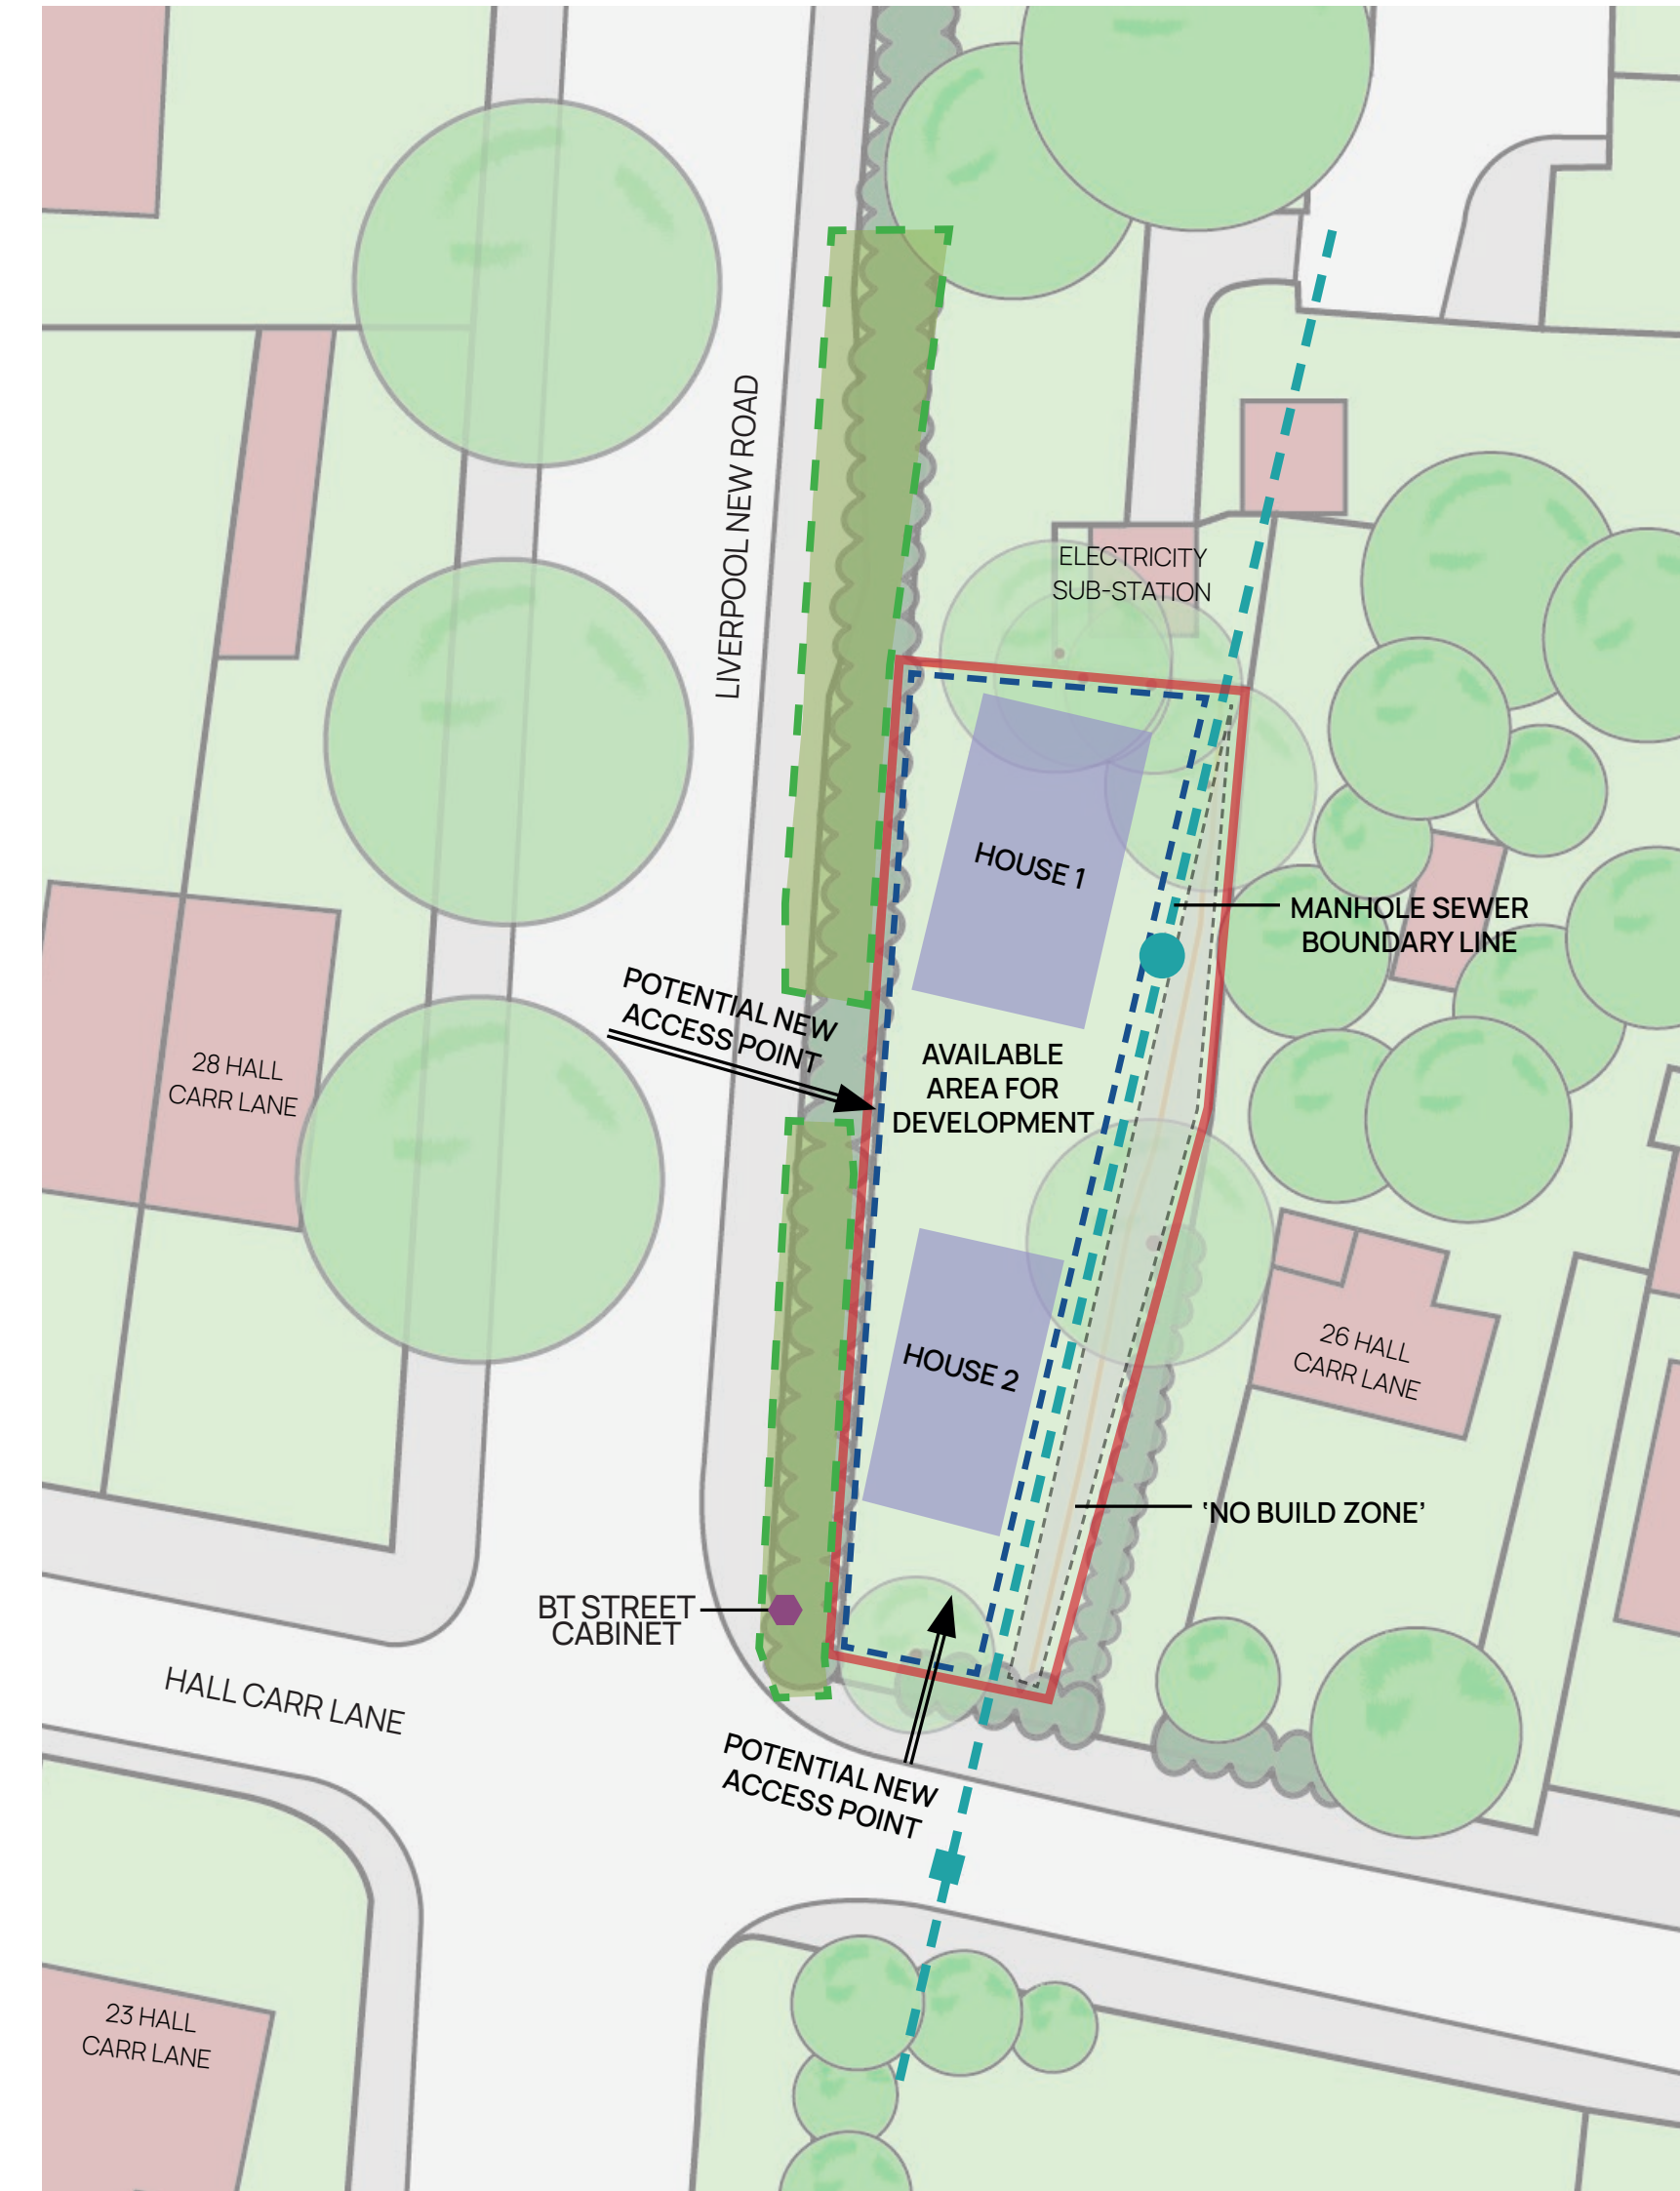 LIVERPOOL NEW ROAD
ELECTRICITY
SUB-STATION
HOUSE 1
MANHOLE SEWER
BOUNDARY LINE
POTENTIAL NEW
ACCESS POINT
AVAILABLE
AREA FOR
DEVELOPMENT
28 HALL
CARR LANE
26 HALL
CARR LANE
HOUSE 2
'NO BUILD ZONE'
BT STREET
CABINET
HALL CARR LANE
POTENTIAL NEW
ACCESS POINT
23 HALL
CARR LANE